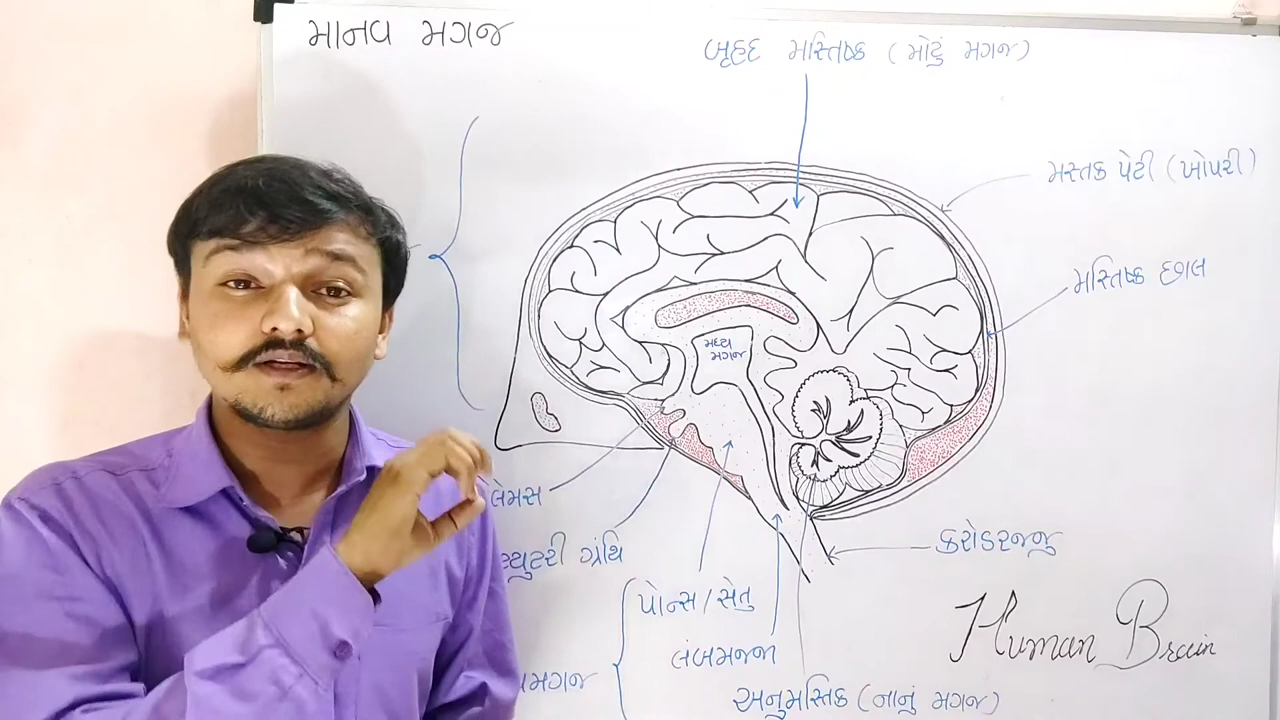 માનવ મગજ
બૃહદ મસ્તિષ્ક (મોટું મગજ)
મસ્તક પેટી (ખોપરી)
મસ્તિષ્ક છાલ
મધ્ય
મગજ
લેમસ
ટ્યુટરી ગ્રંથિ
કરોડરજ્જુ
પોન્સ/સેતુ
લંબમજ્જા
મગજ
અનુમસ્તિક (નાનું મગજ)
Human Brain